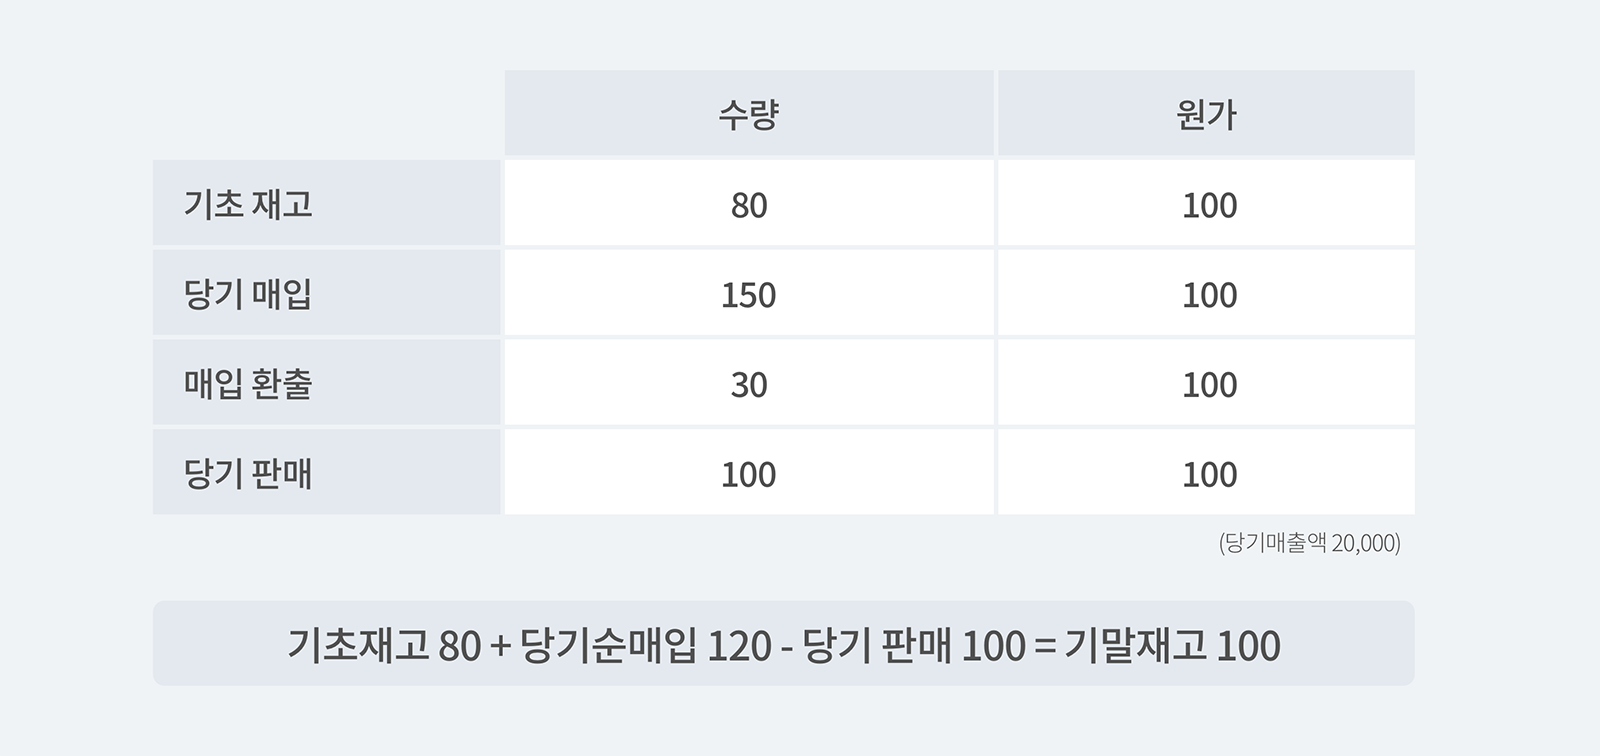 수량 원가
기초 재고 80 100
당기 매입 150 100
매입 환출 30 100
당기 판매 100 100
(당기매출액 20,000)
기초재고 80 + 당기순매입 120 - 당기 판매 100 = 기말재고 100